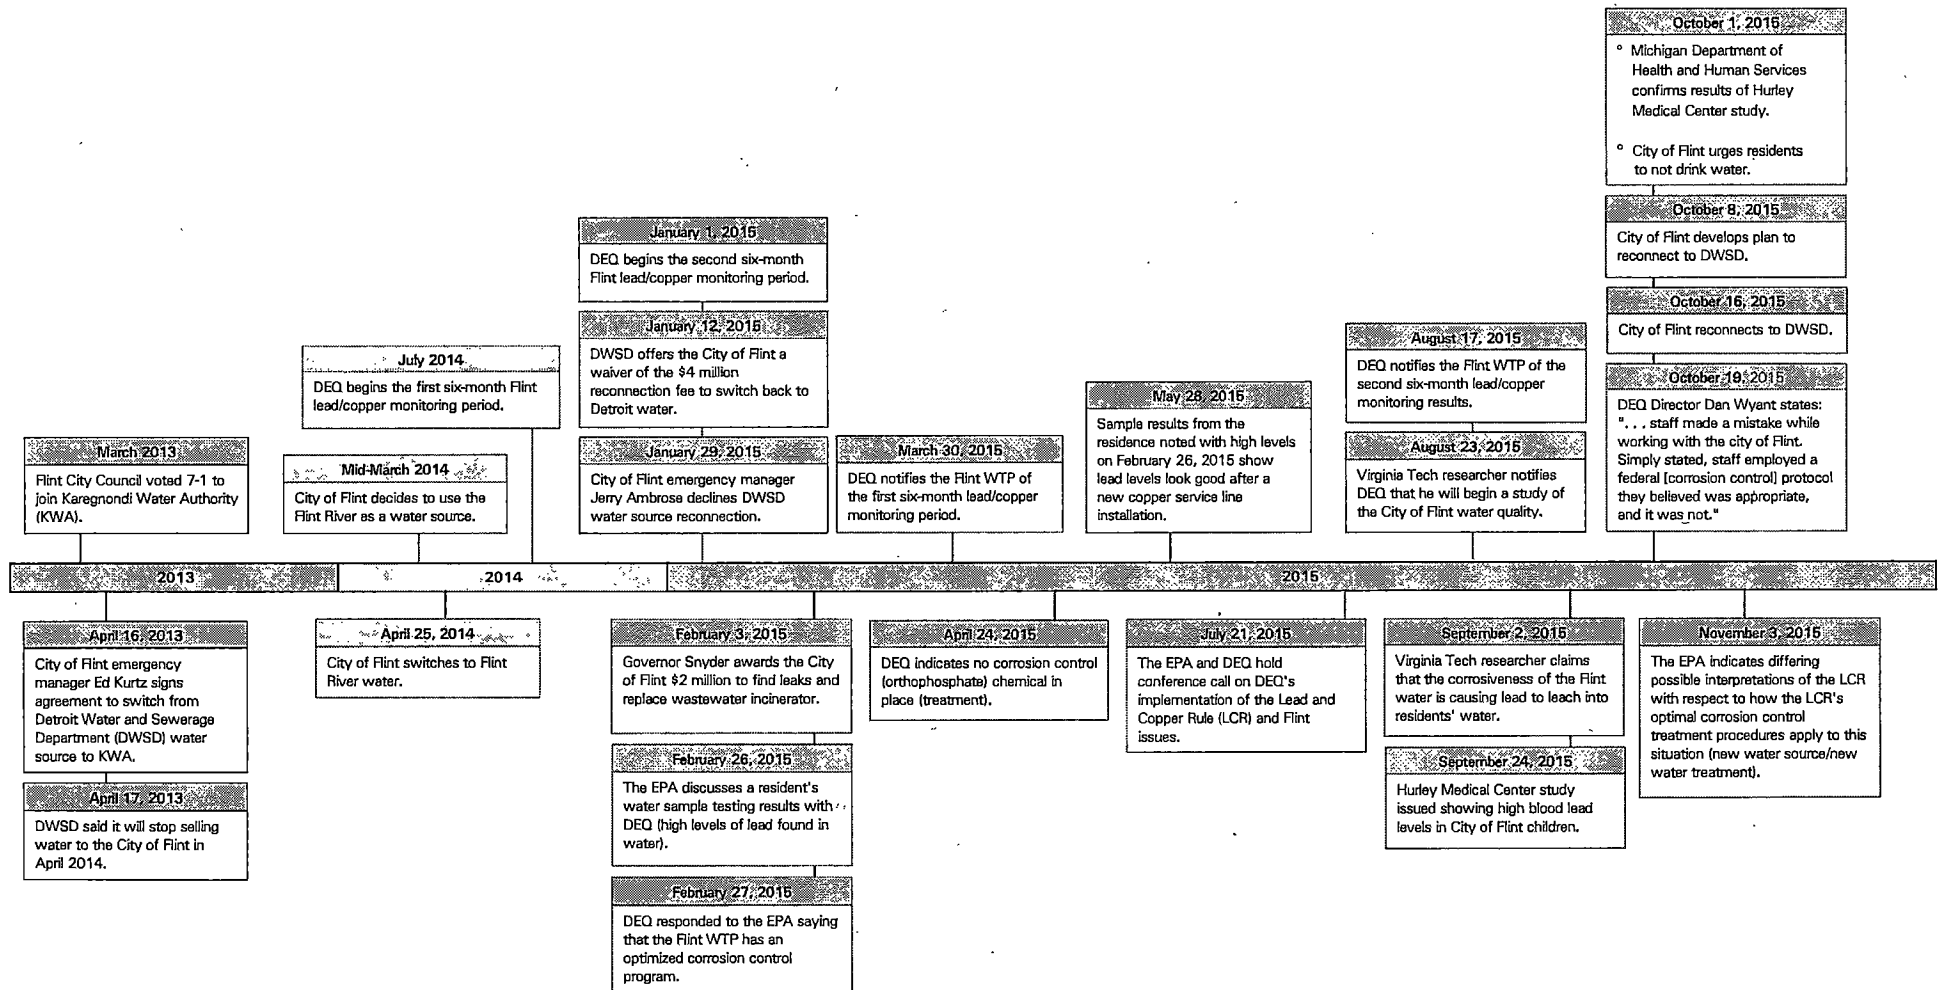 March 2013
Flint City Council voted 7-1 to
join Karegnondi Water Authority
(KWA).
Mid-March 2014
City of Flint decides to use the
Flint River as a water source.
July 2014
DEQ begins the first six-month Flint
lead/copper monitoring period.
January 1, 2015
DEQ begins the second six-month
Flint lead/copper monitoring period.
January 12, 2015
DWSD offers the City of Flint a
waiver of the $4 million
reconnection fee to switch back to
Detroit water.
January 29, 2015
City of Flint emergency manager
Jerry Ambrose declines DWSD
water source reconnection.
March 30, 2015
DEQ notifies the Flint WTP of
the first six-month lead/copper
monitoring period.
May 28, 2015
Sample results from the
residence noted with high levels
on February 26, 2015 show
lead levels look good after a
new copper service line
installation.
August 17, 2015
DEQ notifies the Flint WTP of the
second six-month lead/copper
monitoring results.
August 23, 2015
Virginia Tech researcher notifies
DEQ that he will begin a study of
the City of Flint water quality.
October 1, 2015
° Michigan Department of
Health and Human Services
confirms results of Hurley
Medical Center study.
° City of Flint urges residents
to not drink water.
October 8, 2015
City of Flint develops plan to
reconnect to DWSD.
October 16, 2015
City of Flint reconnects to DWSD.
October 19, 2015
DEQ Director Dan Wyant states:
". . . staff made a mistake while
working with the city of Flint.
Simply stated, staff employed a
federal [corrosion control] protocol
they believed was appropriate,
and it was not."
2013
2014
2015
April 16, 2013
City of Flint emergency
manager Ed Kurtz signs
agreement to switch from
Detroit Water and Sewerage
Department (DWSD) water
source to KWA.
April 17, 2013
DWSD said it will stop selling
water to the City of Flint in
April 2014.
April 25, 2014
City of Flint switches to Flint
River water.
February 3, 2015
Governor Snyder awards the City
of Flint $2 million to find leaks and
replace wastewater incinerator.
February 26, 2015
The EPA discusses a resident's
water sample testing results with
DEQ (high levels of lead found in
water).
February 27, 2015
DEQ responded to the EPA saying
that the Flint WTP has an
optimized corrosion control
program.
April 24, 2015
DEQ indicates no corrosion control
(orthophosphate) chemical in
place (treatment).
July 21, 2015
The EPA and DEQ hold
conference call on DEQ's
implementation of the Lead and
Copper Rule (LCR) and Flint
issues.
September 2, 2015
Virginia Tech researcher claims
that the corrosiveness of the Flint
water is causing lead to leach into
residents' water.
September 24, 2015
Hurley Medical Center study
issued showing high blood lead
levels in City of Flint children.
November 3, 2015
The EPA indicates differing
possible interpretations of the LCR
with respect to how the LCR's
optimal corrosion control
treatment procedures apply to this
situation (new water source/new
water treatment).